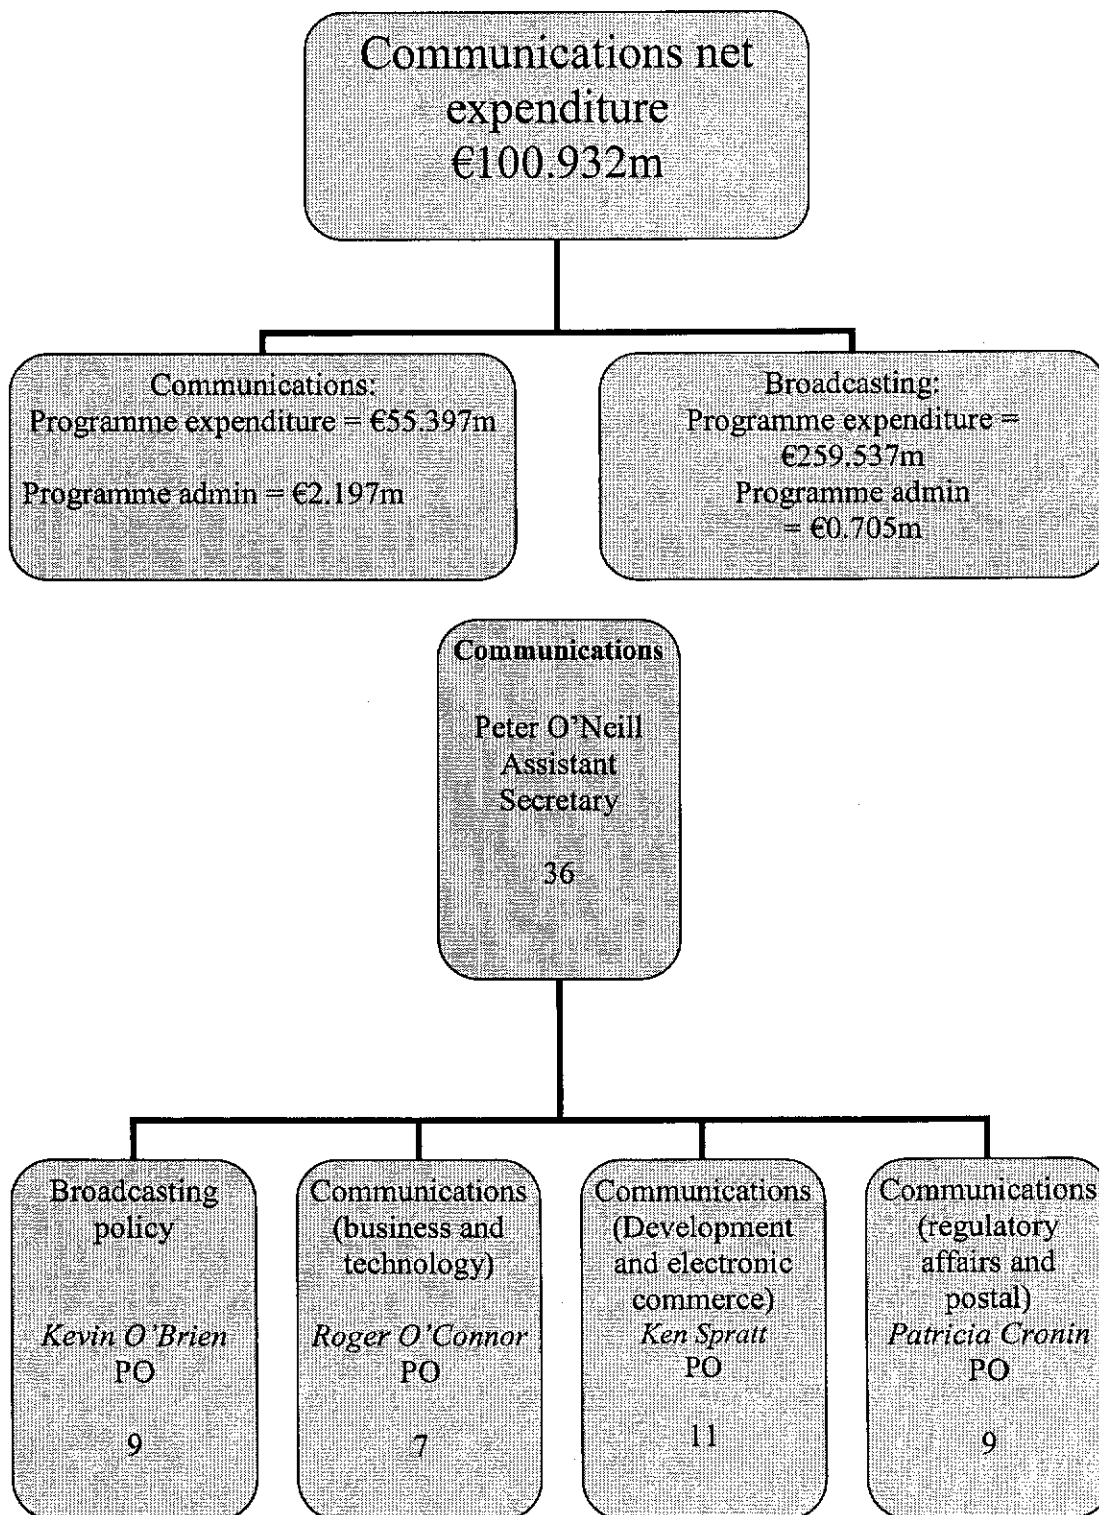 Communications net
expenditure
€100.932m
Communications:
Programme expenditure = €55.397m
Programme admin = €2.197m
Broadcasting:
Programme expenditure =
€259.537m
Programme admin
= €0.705m
Communications
Peter O'Neill
Assistant
Secretary
36
Broadcasting
policy
Kevin O'Brien
PO
9
Communications
(business and
technology)
Roger O'Connor
PO
7
Communications
(Development
and electronic
commerce)
Ken Spratt
PO
11
Communications
(regulatory
affairs and
postal)
Patricia Cronin
PO
9